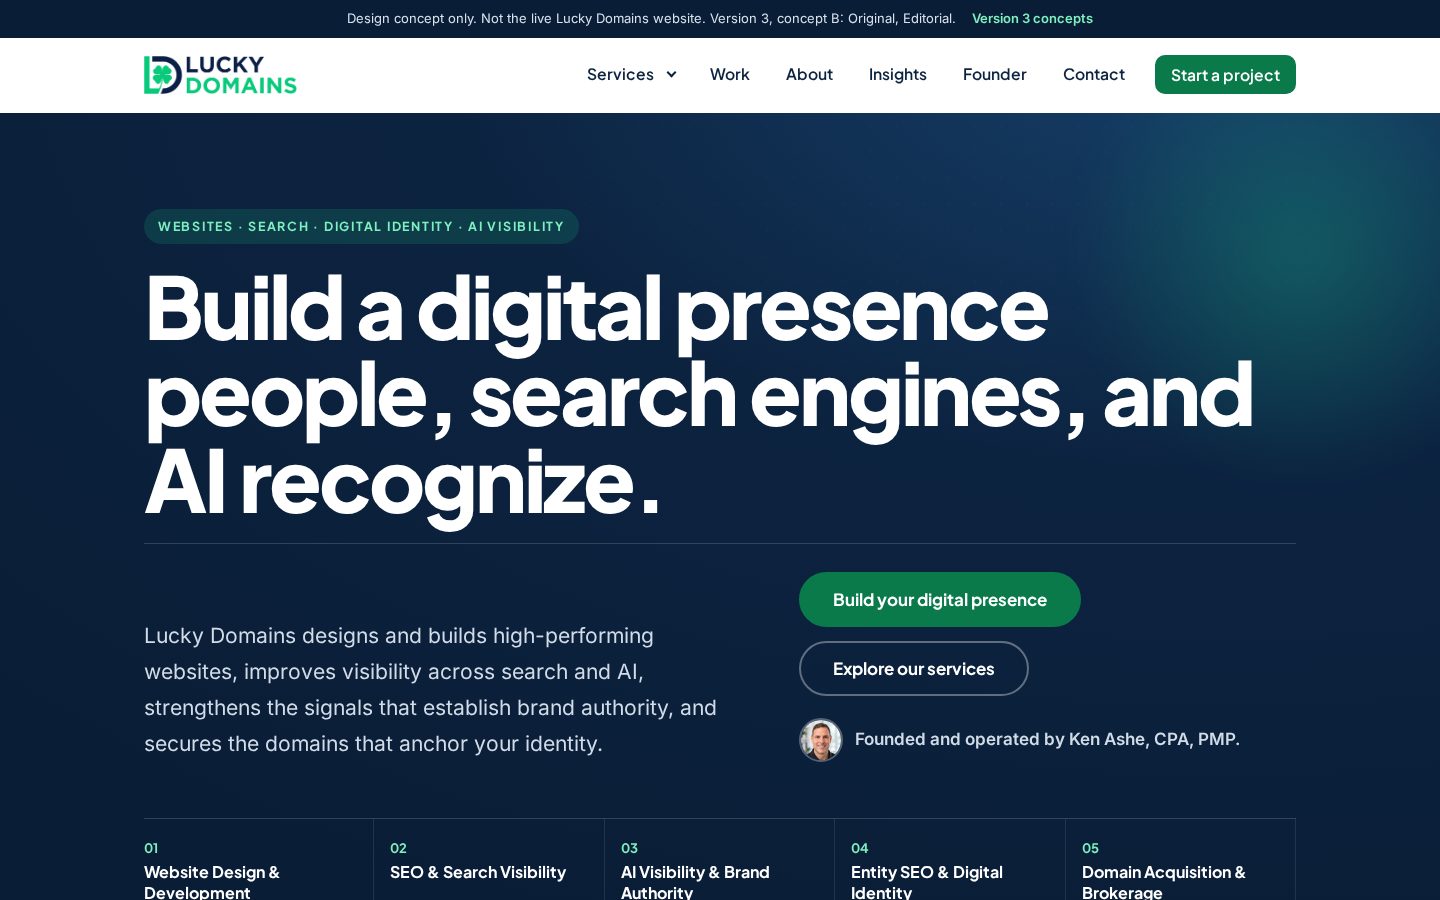 Design concept only. Not the live Lucky Domains website. Version 3, concept B: Original, Editorial. Version 3 concepts
LUCKY
DOMAINS
Services Work About Insights Founder Contact Start a project
WEBSITES · SEARCH · DIGITAL IDENTITY · AI VISIBILITY
Build a digital presence
people, search engines, and
AI recognize.
Lucky Domains designs and builds high-performing
websites, improves visibility across search and AI,
strengthens the signals that establish brand authority, and
secures the domains that anchor your identity.
Build your digital presence
Explore our services
Founded and operated by Ken Ashe, CPA, PMP.
01
Website Design &
Development
02
SEO & Search Visibility
03
AI Visibility & Brand
Authority
04
Entity SEO & Digital
Identity
05
Domain Acquisition &
Brokerage